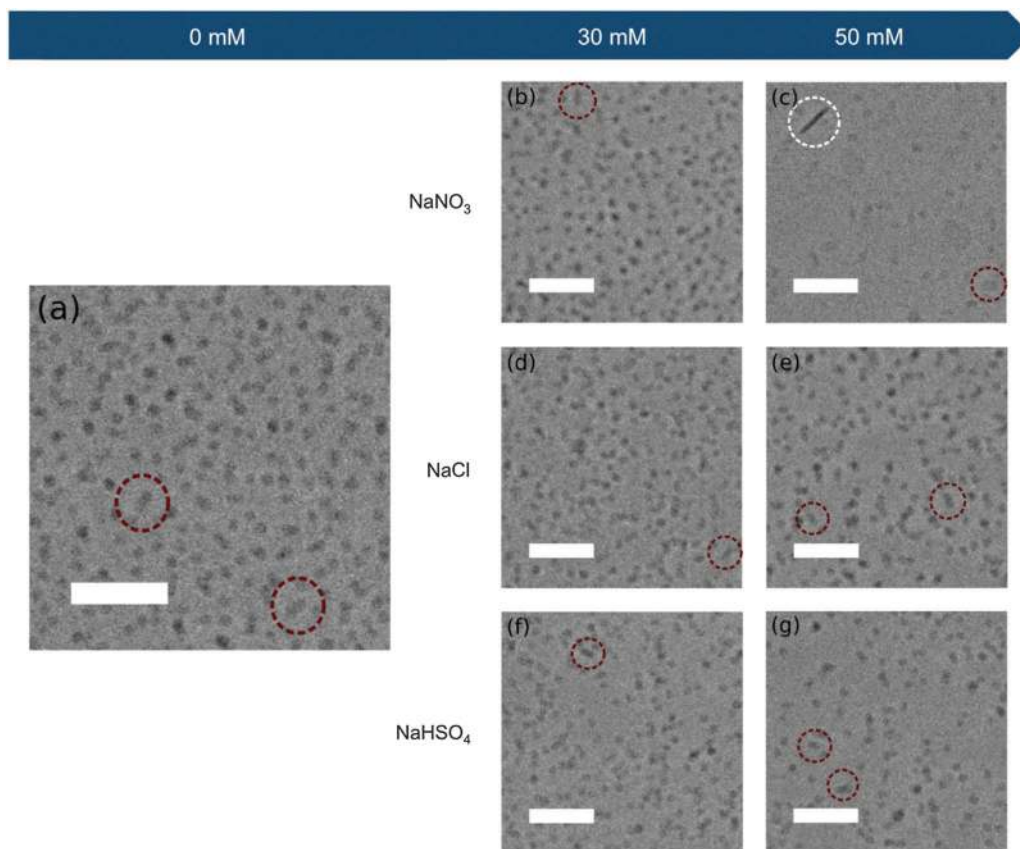 0 mM 30 mM 50 mM
(b) (c)
NaNO₃
(a)
(d) (e)
NaCl
(f) (g)
NaHSO₄